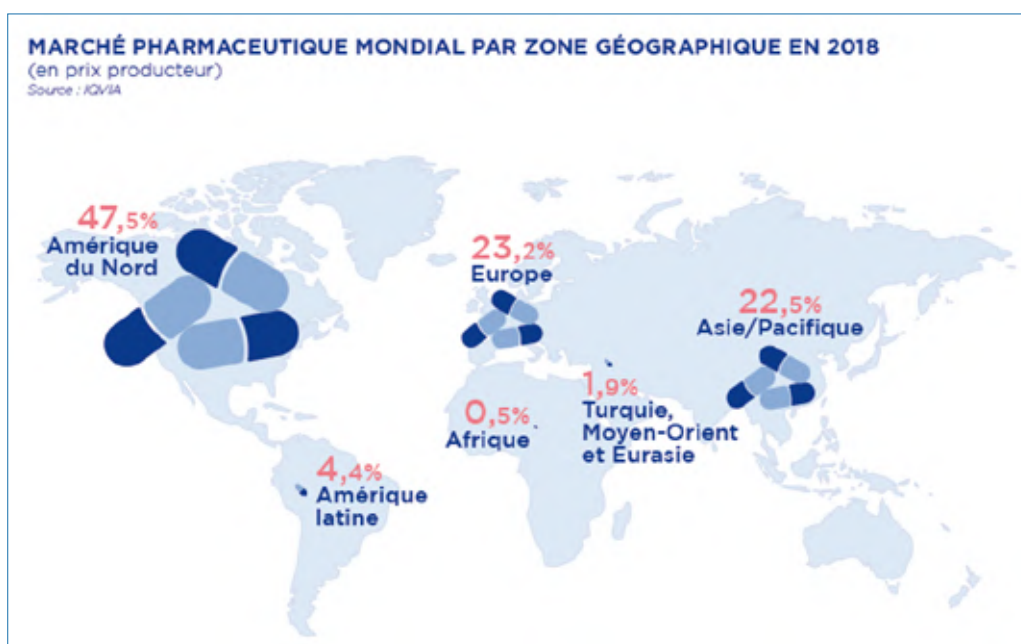 MARCHÉ PHARMACEUTIQUE MONDIAL PAR ZONE GÉOGRAPHIQUE EN 2018
(en prix producteur)
Source : IQVIA
47,5%
Amérique
du Nord
23,2%
Europe
22,5%
Asie/Pacifique
1,9%
Turquie,
Moyen-Orient
et Eurasie
0,5%
Afrique
4,4%
Amérique
latine